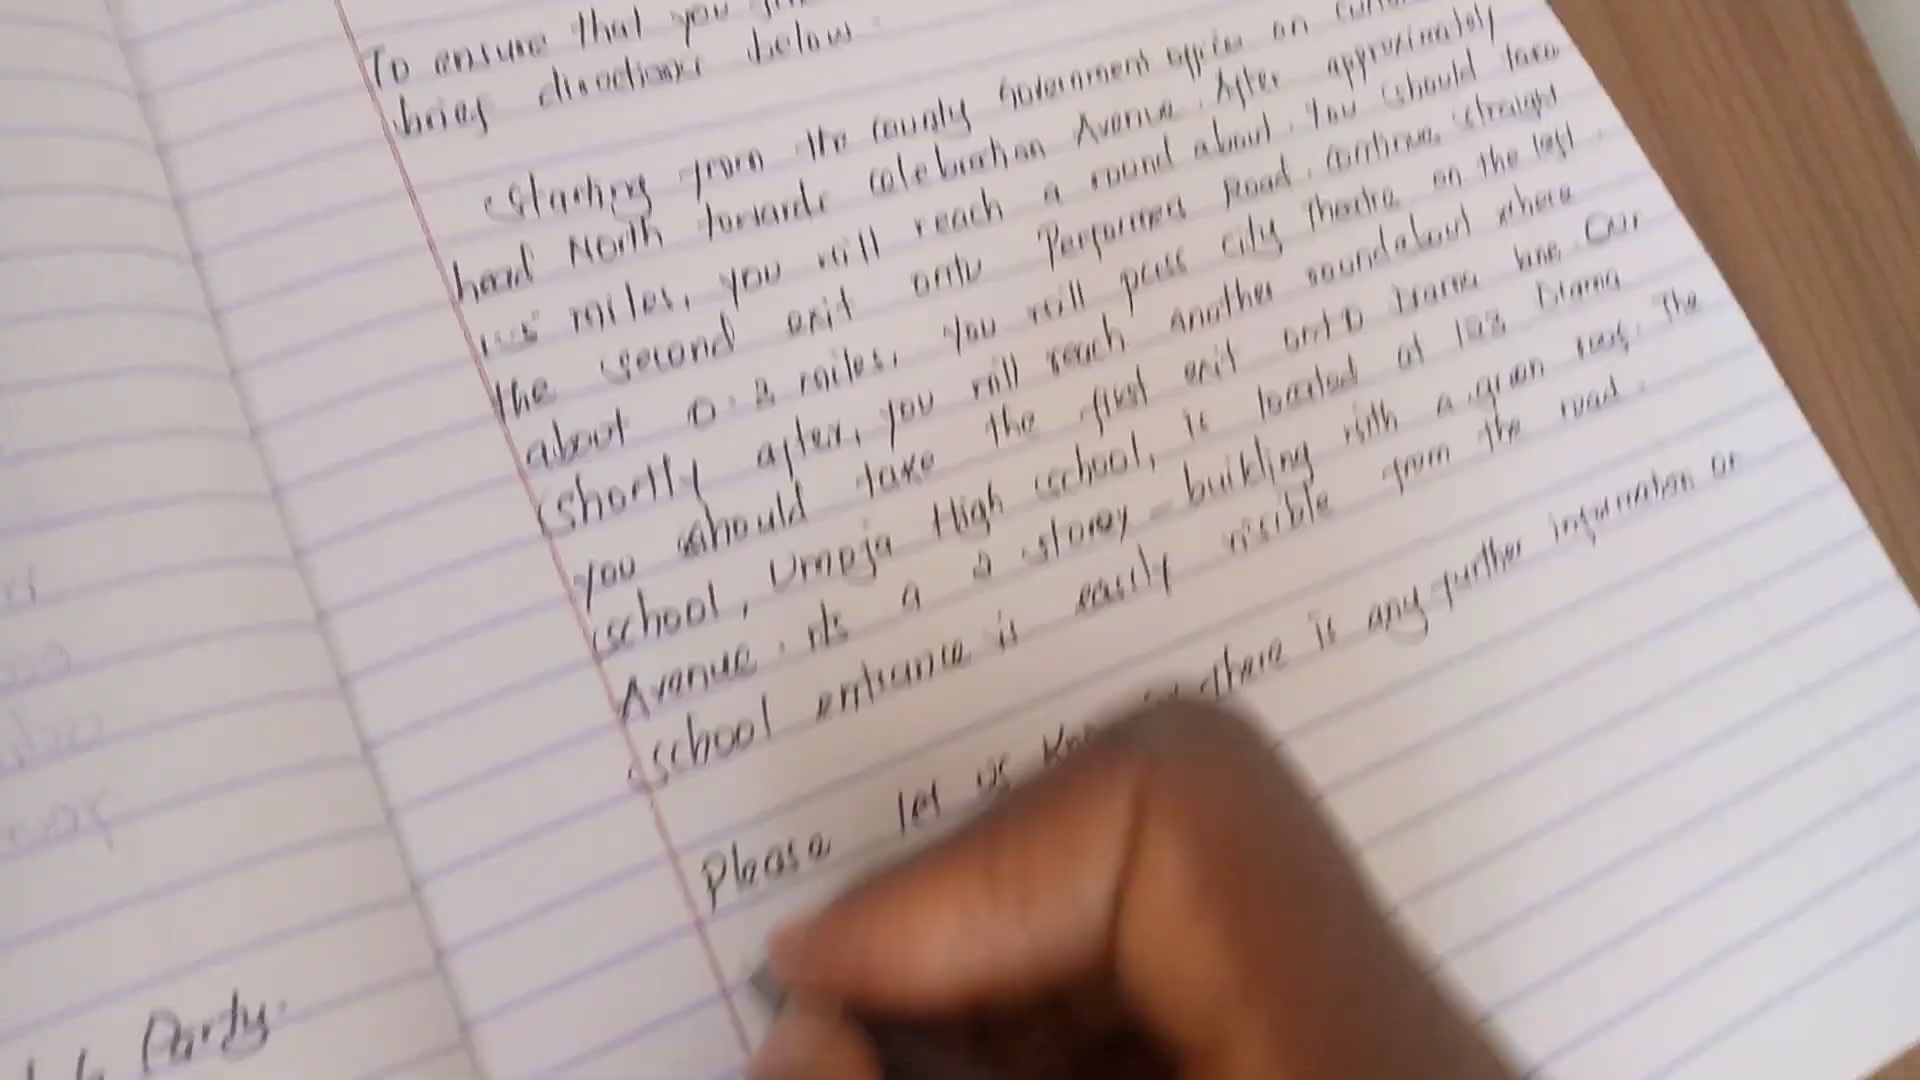 To ensure that you
brief directions below.
Starting from the county Government office on
head North towards celebration Avenue. After approximately
1.5 miles, you will reach a round about. You should take
the second exit onto Performers Road. continue straight
about 0.3 miles, you will pass city Theatre on the left.
shortly after, you will reach another roundabout where
you should take the first exit onto Drama lane. Our
school, Umoja High school, is located at 123 Drama
Avenue. Its a 2 storey-building with a green roof. The
school entrance is easily visible from the road.
Please let us there is any further information or
Party.